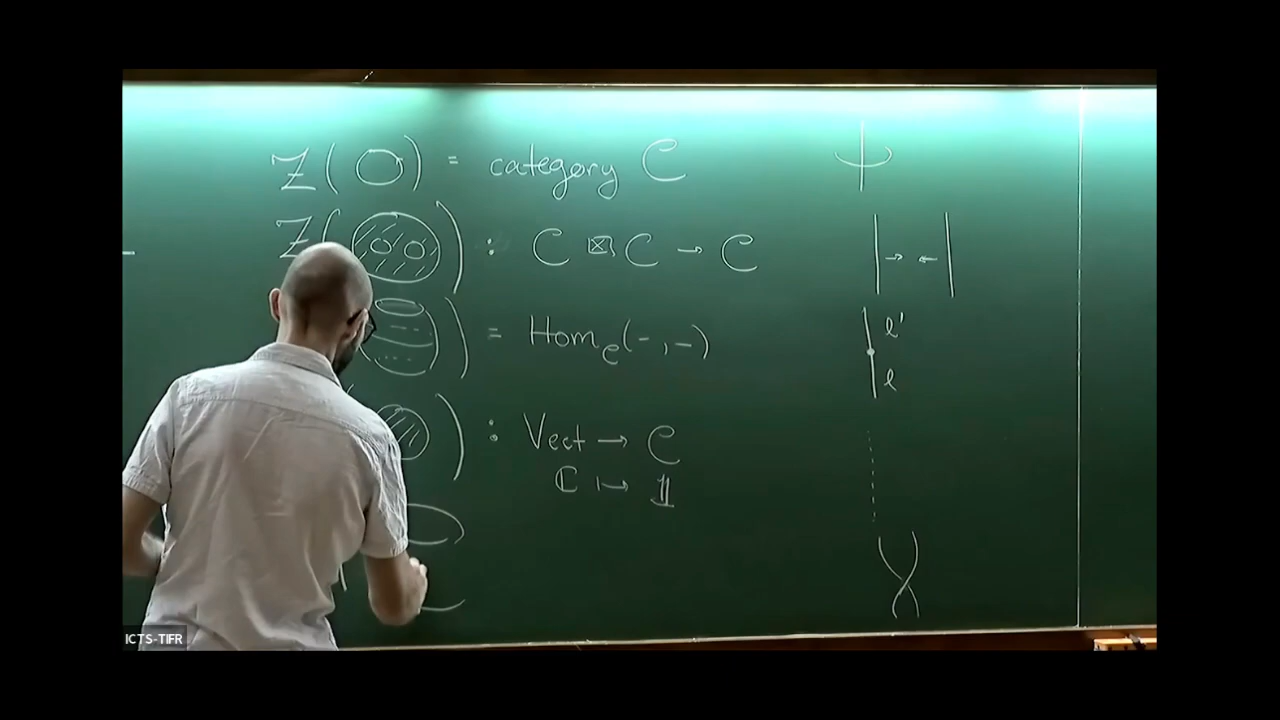 Z(○) = category C
Z( ) : C ⊠ C → C
) = Hom_C(-,-)
l'
l
) : Vect → C
ℂ ↦ 𝟙
ICTS-TIFR